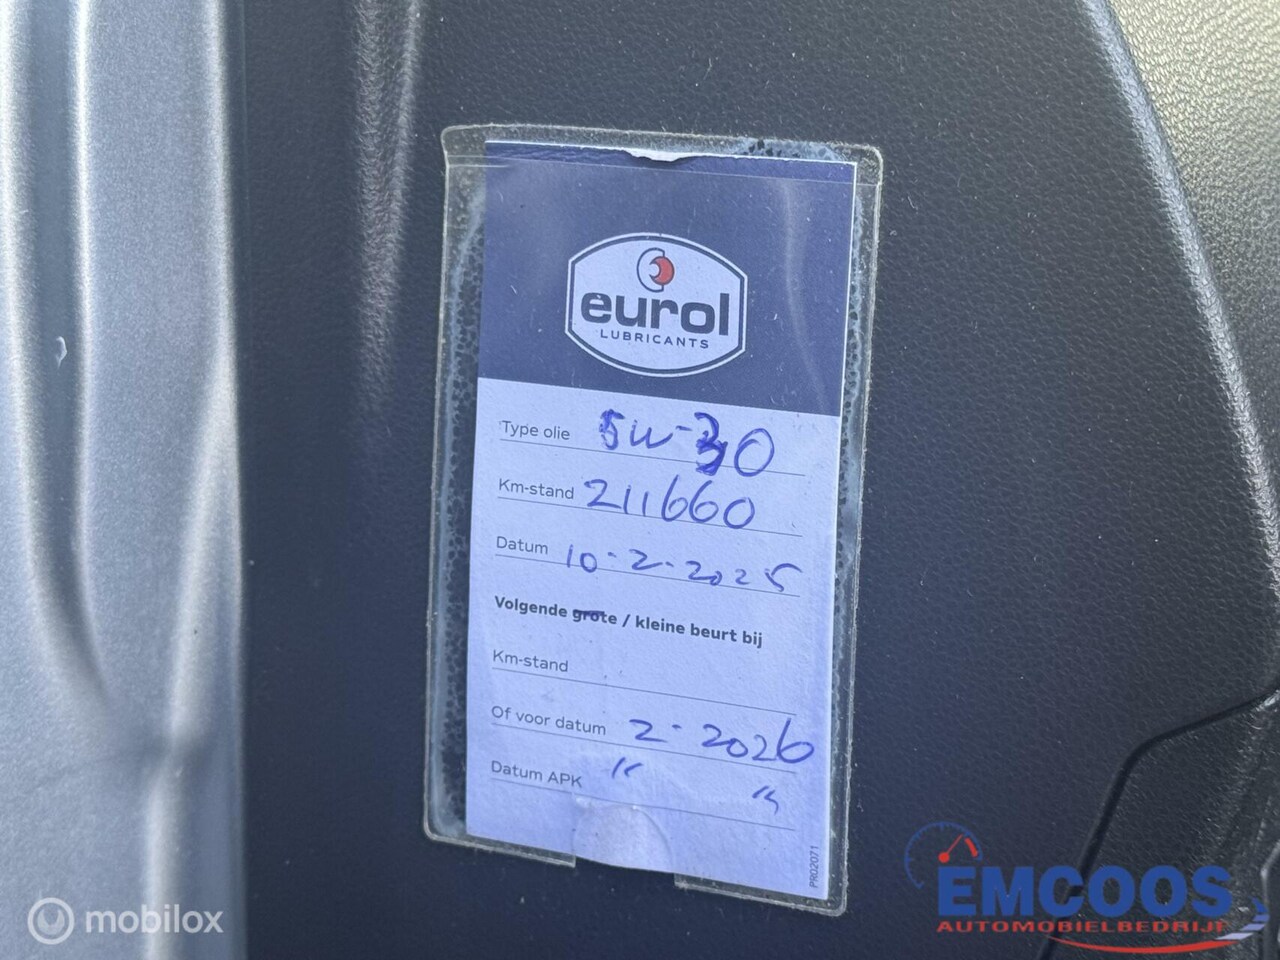 eurol
LUBRICANTS
Type olie 5W-30
Km-stand 211660
Datum 10-2-2025
Volgende grote / kleine beurt bij
Km-stand
Of voor datum 2-2026
Datum APK " "
PR02071
mobilox
EMCOOS
AUTOMOBIELBEDRIJF